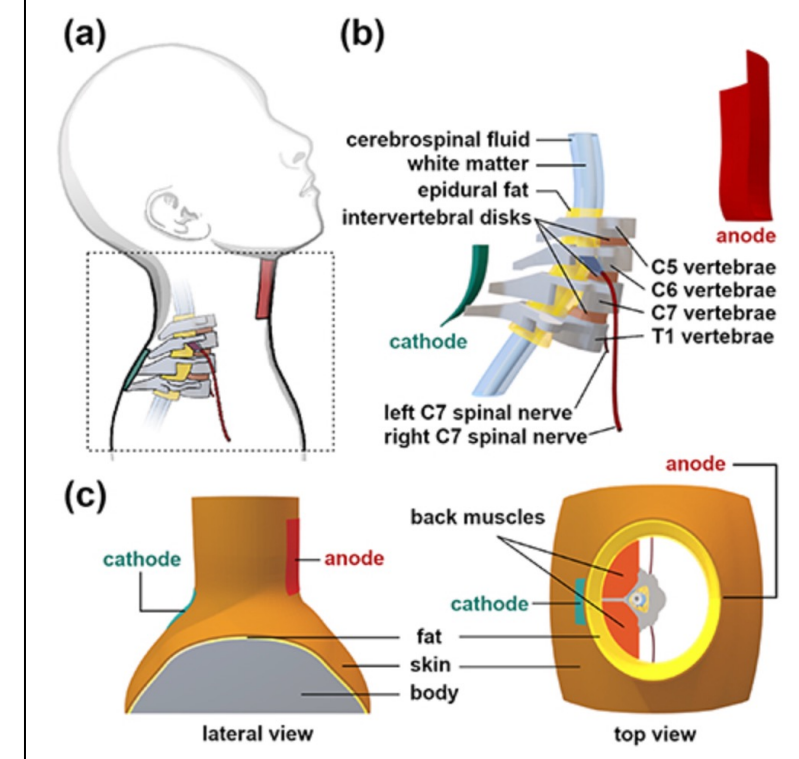 (a)
(b)
cerebrospinal fluid
white matter
epidural fat
intervertebral disks
anode
C5 vertebrae
C6 vertebrae
C7 vertebrae
T1 vertebrae
cathode
left C7 spinal nerve
right C7 spinal nerve
(c)
cathode
anode
fat
skin
body
lateral view
anode
back muscles
cathode
top view